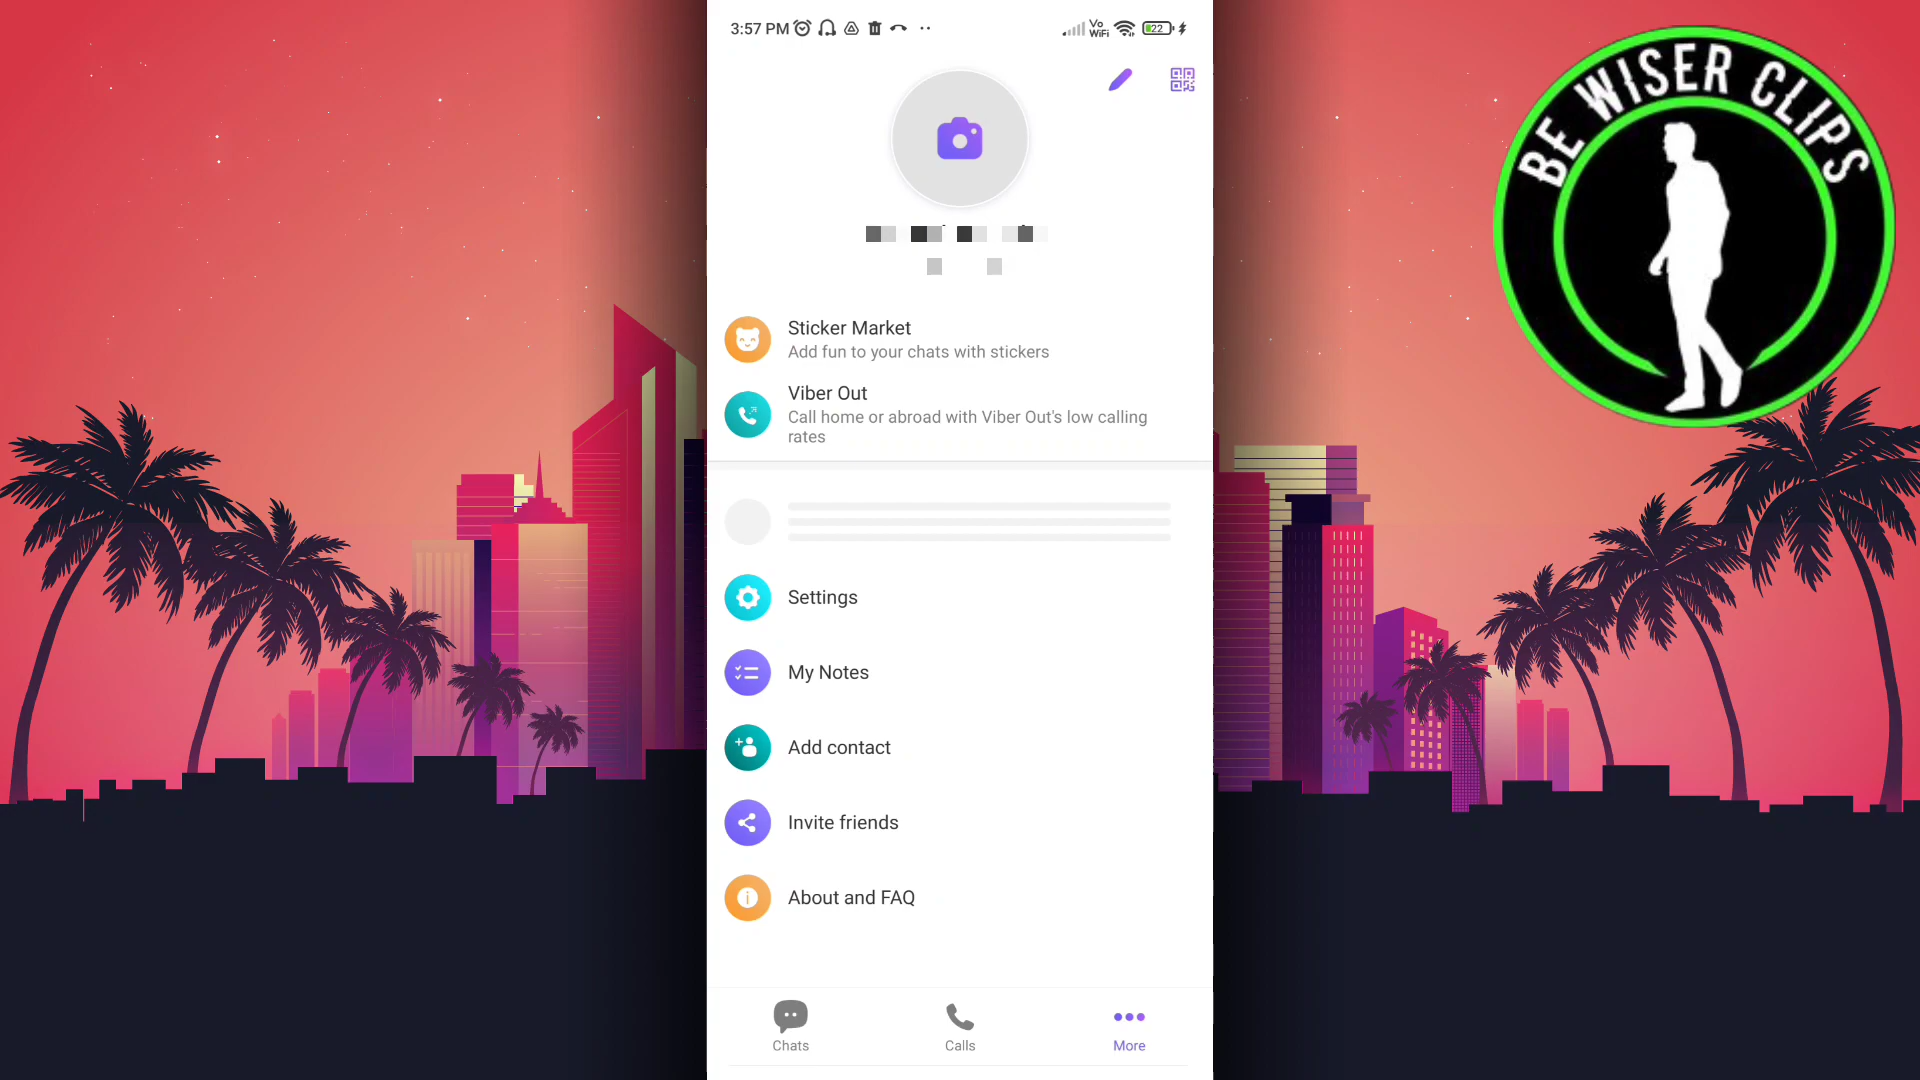 3:57 PM
Vo
WiFi
22
BE WISER CLIPS
Sticker Market
Add fun to your chats with stickers
Viber Out
Call home or abroad with Viber Out's low calling
rates
Settings
My Notes
Add contact
Invite friends
About and FAQ
Chats
Calls
More